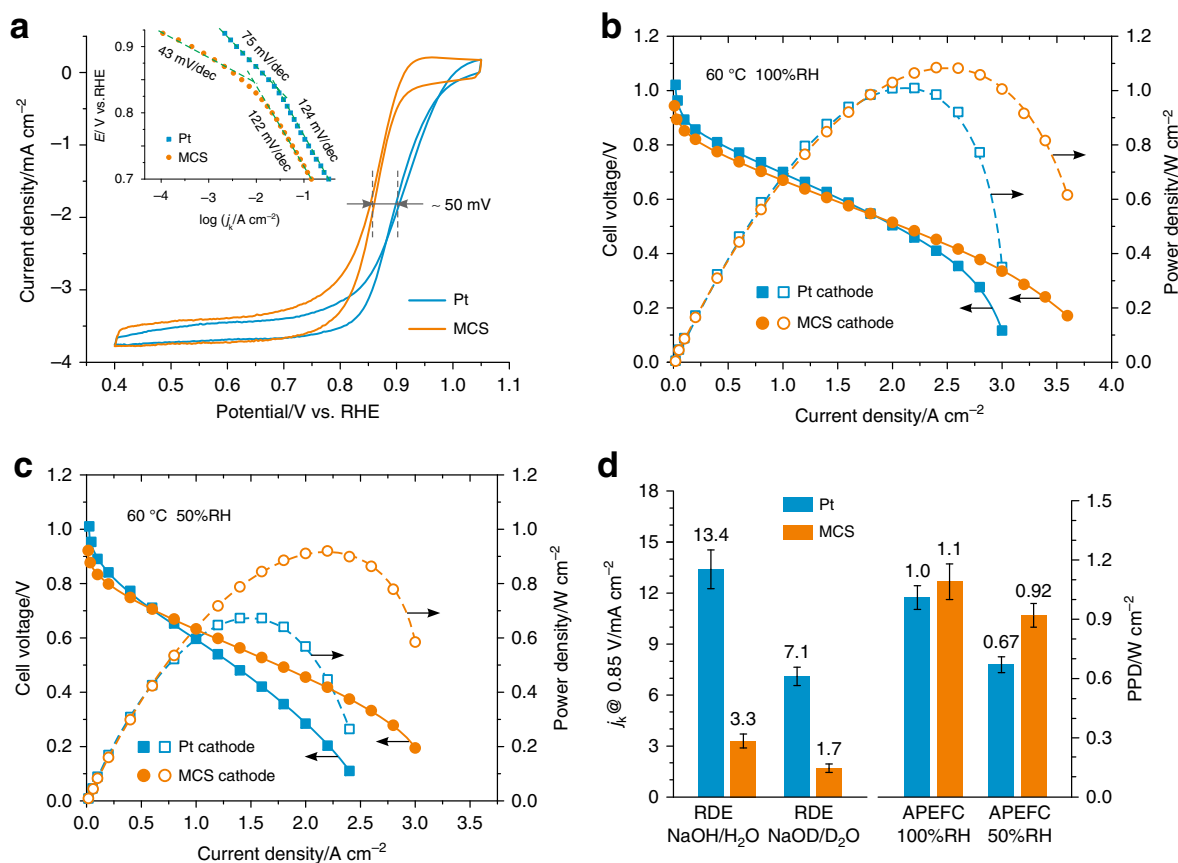 a
Current density/mA cm⁻²
0
−1
−2
−3
−4
0.4 0.5 0.6 0.7 0.8 0.9 1.0 1.1
Potential/V vs. RHE
E/ V vs.RHE
0.9
0.8
0.7
−4 −3 −2 −1
log (jₖ/A cm⁻²)
43 mV/dec
75 mV/dec
124 mV/dec
122 mV/dec
Pt
MCS
~ 50 mV
Pt
MCS
b
60 °C 100%RH
Cell voltage/V
1.2
1.0
0.8
0.6
0.4
0.2
0.0
0.0 0.5 1.0 1.5 2.0 2.5 3.0 3.5 4.0
Current density/A cm⁻²
1.2
1.0
0.8
0.6
0.4
0.2
0.0
Power density/W cm⁻²
Pt cathode
MCS cathode
c
60 °C 50%RH
Cell voltage/V
1.2
1.0
0.8
0.6
0.4
0.2
0.0
0.0 0.5 1.0 1.5 2.0 2.5 3.0 3.5
Current density/A cm⁻²
1.2
1.0
0.8
0.6
0.4
0.2
0.0
Power density/W cm⁻²
Pt cathode
MCS cathode
d
jₖ @ 0.85 V/mA cm⁻²
18
15
12
9
6
3
0
Pt
MCS
13.4
3.3
7.1
1.7
1.0
1.1
0.67
0.92
1.5
1.2
0.9
0.6
0.3
0.0
PPD/W cm⁻²
RDE
NaOH/H₂O
RDE
NaOD/D₂O
APEFC
100%RH
APEFC
50%RH